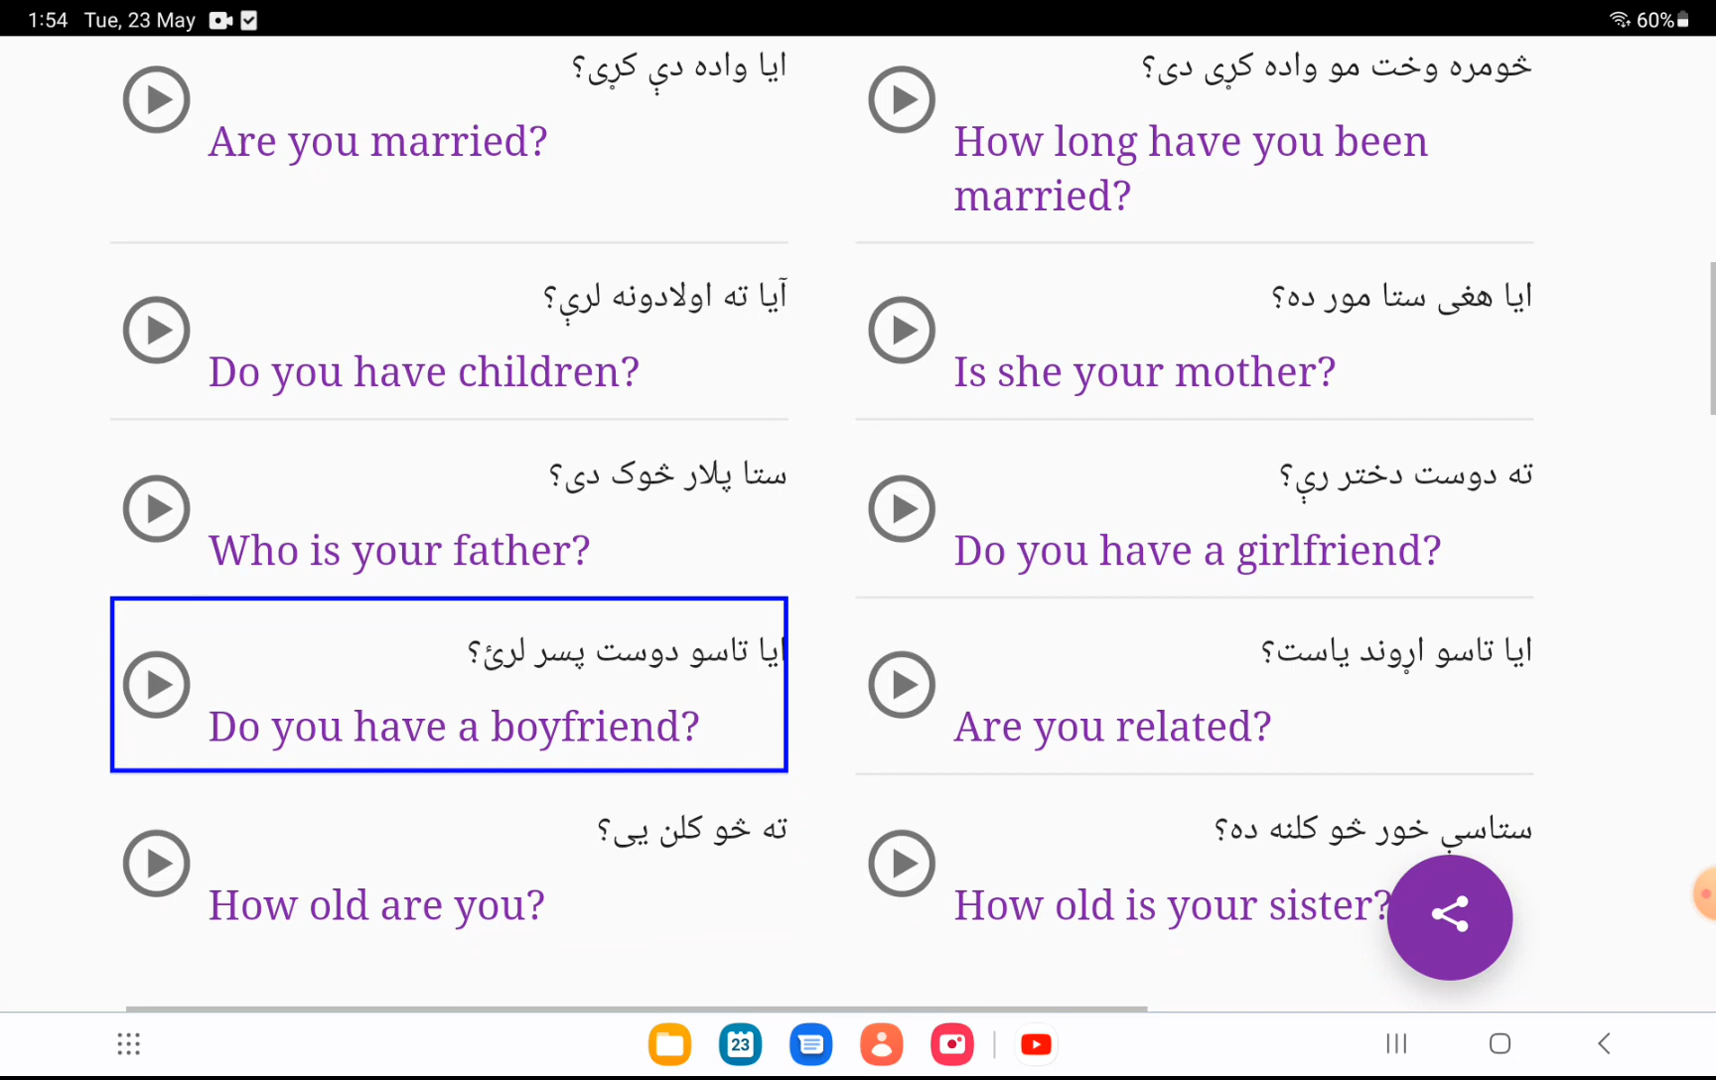 1:54 Tue, 23 May
60%
ایا واده دې کړی؟
Are you married?
څومره وخت مو واده کړی دی؟
How long have you been
married?
آیا ته اولادونه لرې؟
Do you have children?
ایا هغی ستا مور ده؟
Is she your mother?
ستا پلار څوک دی؟
Who is your father?
ته دوست دختر رې؟
Do you have a girlfriend?
ایا تاسو دوست پسر لرئ؟
Do you have a boyfriend?
ایا تاسو اړوند یاست؟
Are you related?
ته څو کلن یی؟
How old are you?
ستاسې خور څو کلنه ده؟
How old is your sister?
23